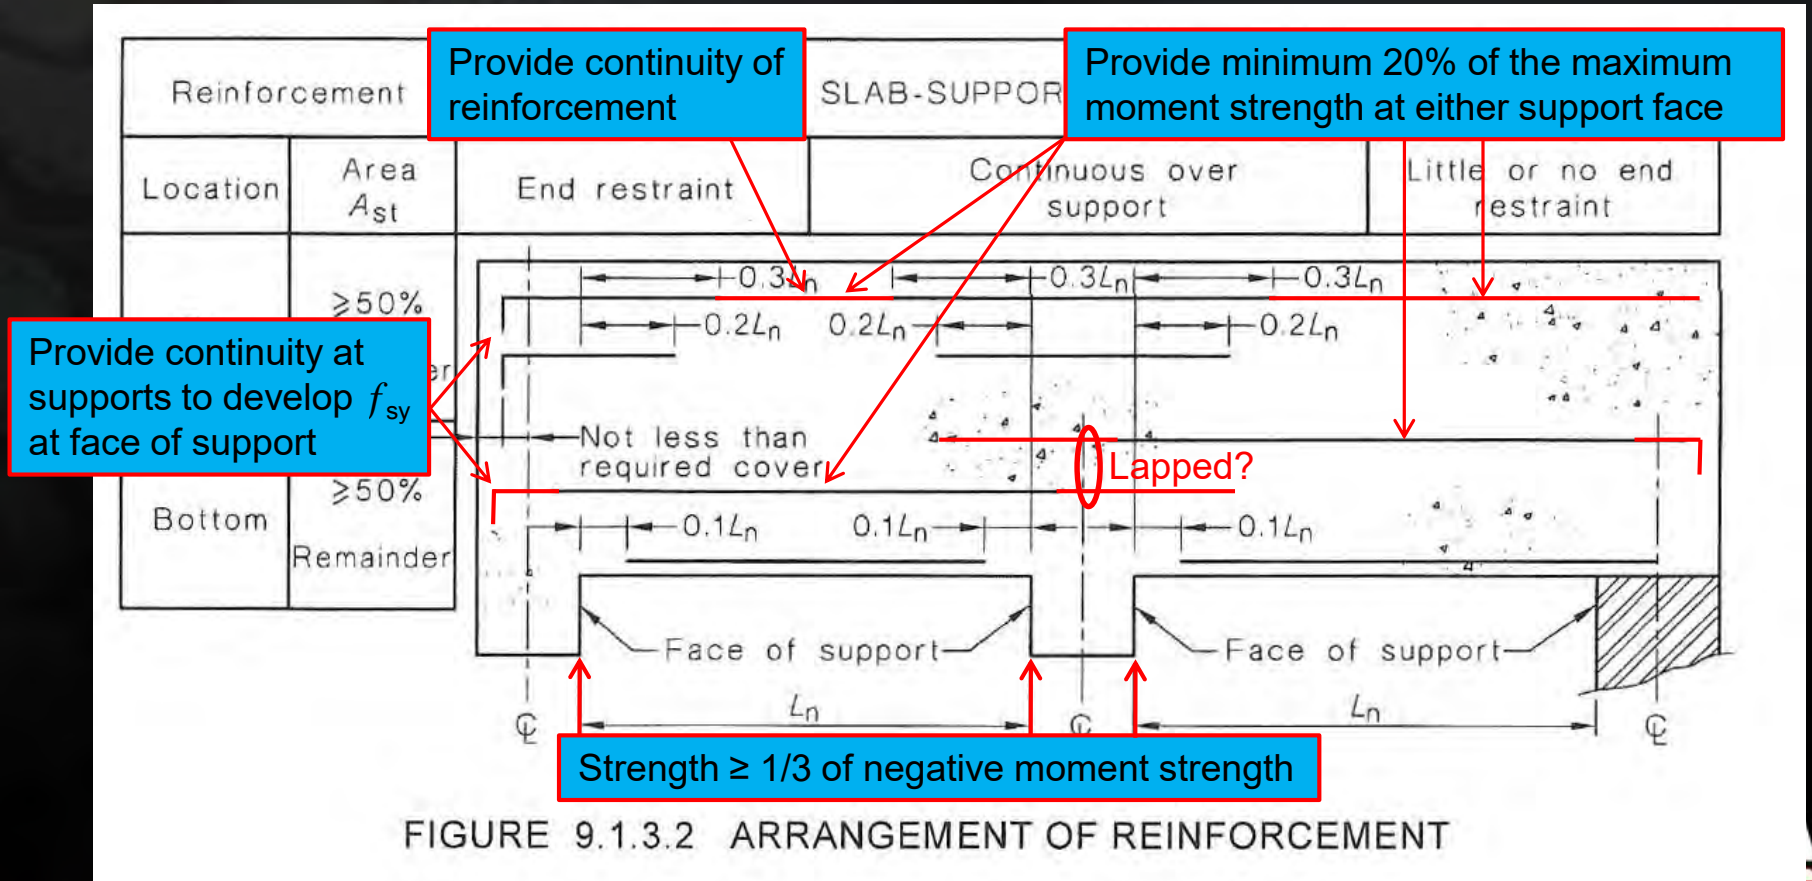 Provide continuity of
reinforcement
Provide minimum 20% of the maximum
moment strength at either support face
Reinforcement
SLAB-SUPPOR
Location
Area
Ast
End restraint
Continuous over
support
Little or no end
restraint
0.3Ln
0.3Ln
0.3Ln
≥50%
0.2Ln
0.2Ln
0.2Ln
Provide continuity at
supports to develop fsy
at face of support
er
Not less than
required cover
Lapped?
≥50%
Bottom
Remainder
0.1Ln
0.1Ln
0.1Ln
Face of support
Face of support
Ln
Ln
℄
℄
℄
Strength ≥ 1/3 of negative moment strength
FIGURE 9.1.3.2 ARRANGEMENT OF REINFORCEMENT